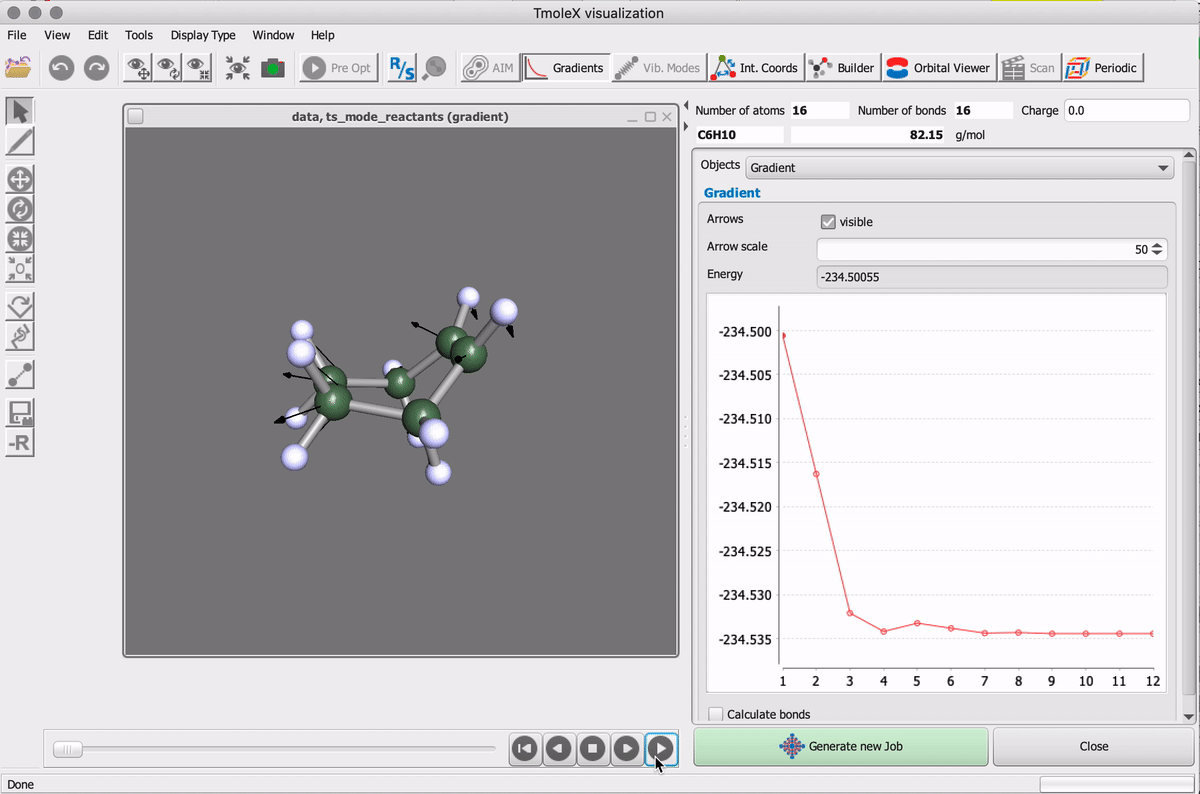 TmoleX visualization
File View Edit Tools Display Type Window Help
R/S Pre Opt AIM Gradients Vib. Modes Int. Coords Builder Orbital Viewer Scan Periodic
data, ts_mode_reactants (gradient)
-R
Number of atoms 16 Number of bonds 16 Charge 0.0
C6H10 82.15 g/mol
Objects Gradient
Gradient
Arrows visible
Arrow scale 50
Energy -234.50055
-234.500
-234.505
-234.510
-234.515
-234.520
-234.525
-234.530
-234.535
1 2 3 4 5 6 7 8 9 10 11 12
Calculate bonds
Generate new Job Close
Done